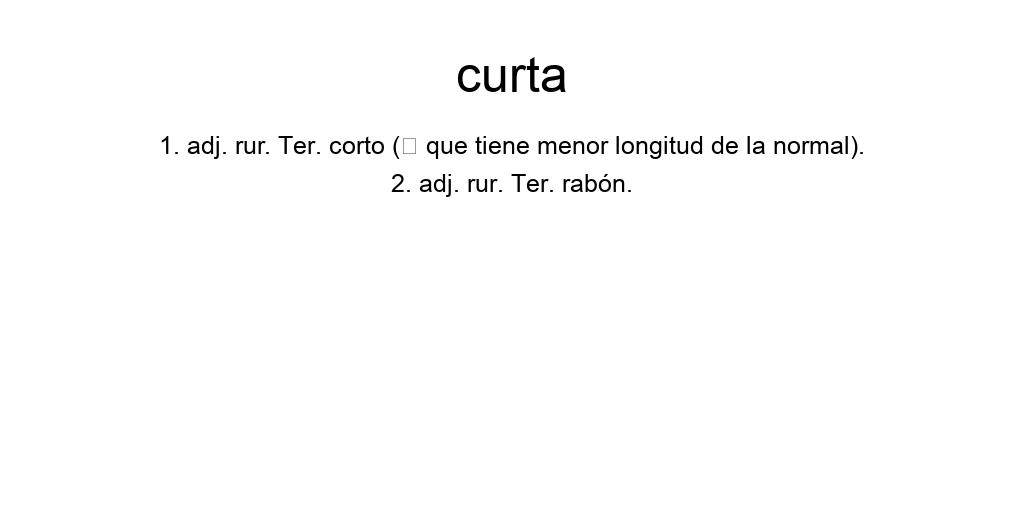 curta
1. adj. rur. Ter. corto (□ que tiene menor longitud de la normal).
2. adj. rur. Ter. rabón.